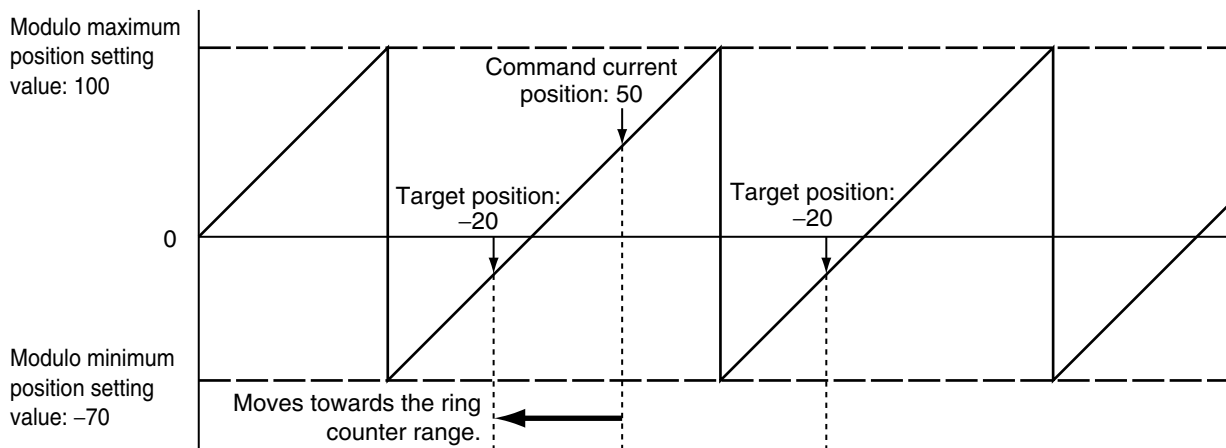 Modulo maximum
position setting
value: 100
Command current
position: 50
Target position:
−20
Target position:
−20
0
Modulo minimum
position setting
value: −70
Moves towards the ring
counter range.